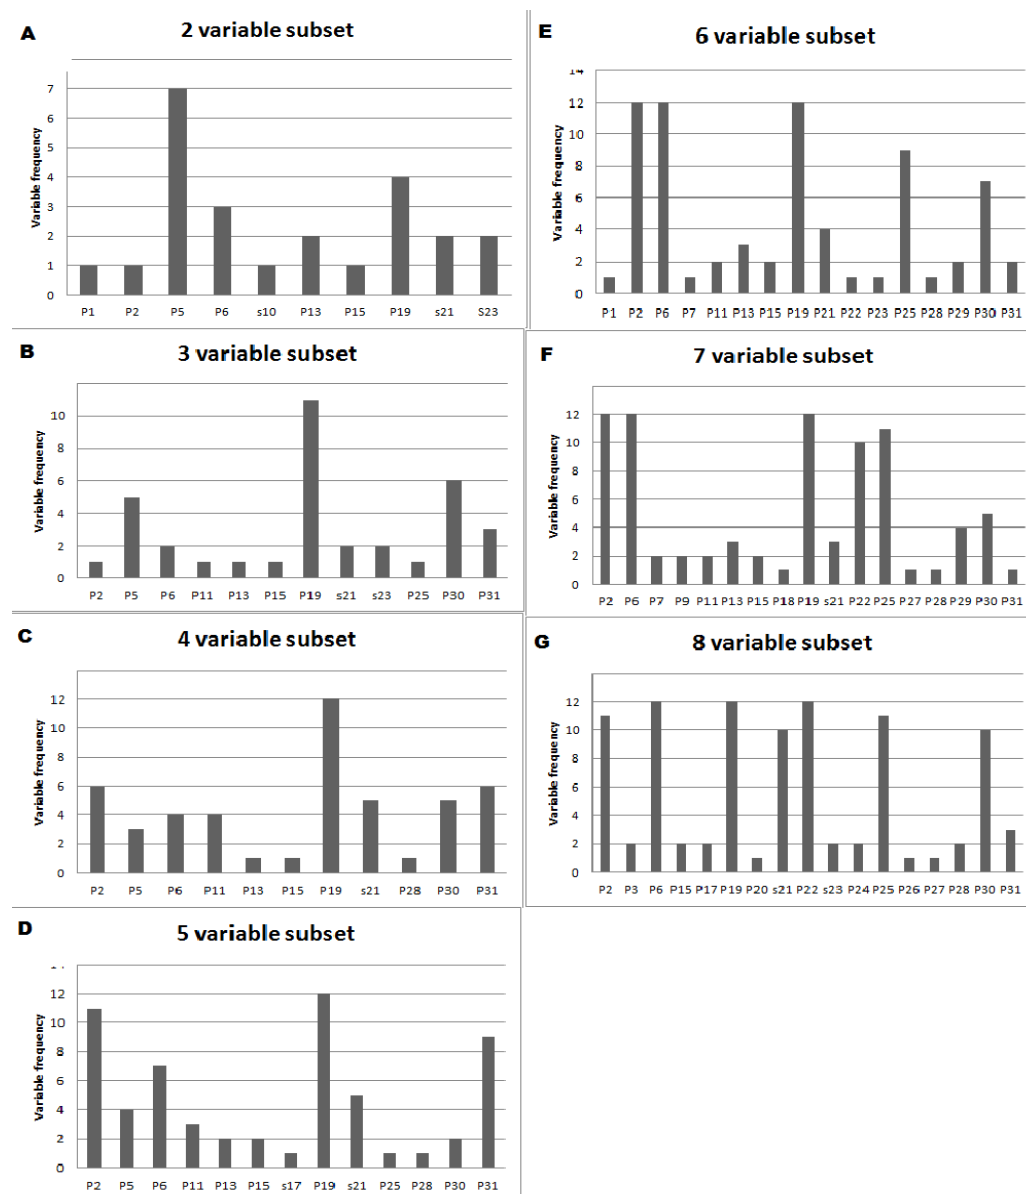 A
2 variable subset
Variable frequency
7
6
5
4
3
2
1
0
P1 P2 P5 P6 s10 P13 P15 P19 s21 S23
B
3 variable subset
Variable frequency
10
8
6
4
2
0
P2 P5 P6 P11 P13 P15 P19 s21 s23 P25 P30 P31
C
4 variable subset
Variable frequency
12
10
8
6
4
2
0
P2 P5 P6 P11 P13 P15 P19 s21 P28 P30 P31
D
5 variable subset
Variable frequency
12
10
8
6
4
2
0
P2 P5 P6 P11 P13 P15 s17 P19 s21 P25 P28 P30 P31
E
6 variable subset
Variable frequency
14
12
10
8
6
4
2
0
P1 P2 P6 P7 P11 P13 P15 P19 P21 P22 P23 P25 P28 P29 P30 P31
F
7 variable subset
Variable frequency
12
10
8
6
4
2
0
P2 P6 P7 P9 P11 P13 P15 P18 P19 s21 P22 P25 P27 P28 P29 P30 P31
G
8 variable subset
Variable frequency
12
10
8
6
4
2
0
P2 P3 P6 P15 P17 P19 P20 s21 P22 s23 P24 P25 P26 P27 P28 P30 P31